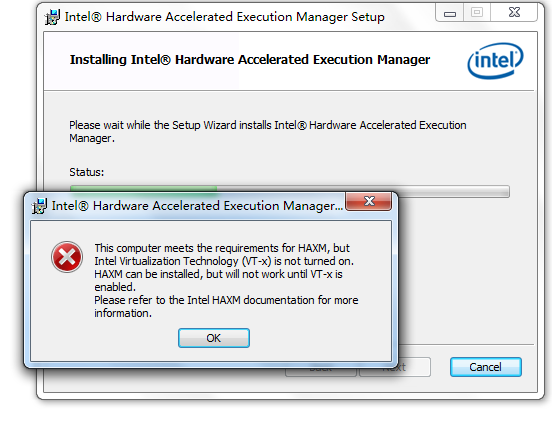 Intel® Hardware Accelerated Execution Manager Setup
Installing Intel® Hardware Accelerated Execution Manager
intel
Please wait while the Setup Wizard installs Intel® Hardware Accelerated Execution
Manager.
Status:
Intel® Hardware Accelerated Execution Manager...
This computer meets the requirements for HAXM, but
Intel Virtualization Technology (VT-x) is not turned on.
HAXM can be installed, but will not work until VT-x is
enabled.
Please refer to the Intel HAXM documentation for more
information.
OK
Cancel